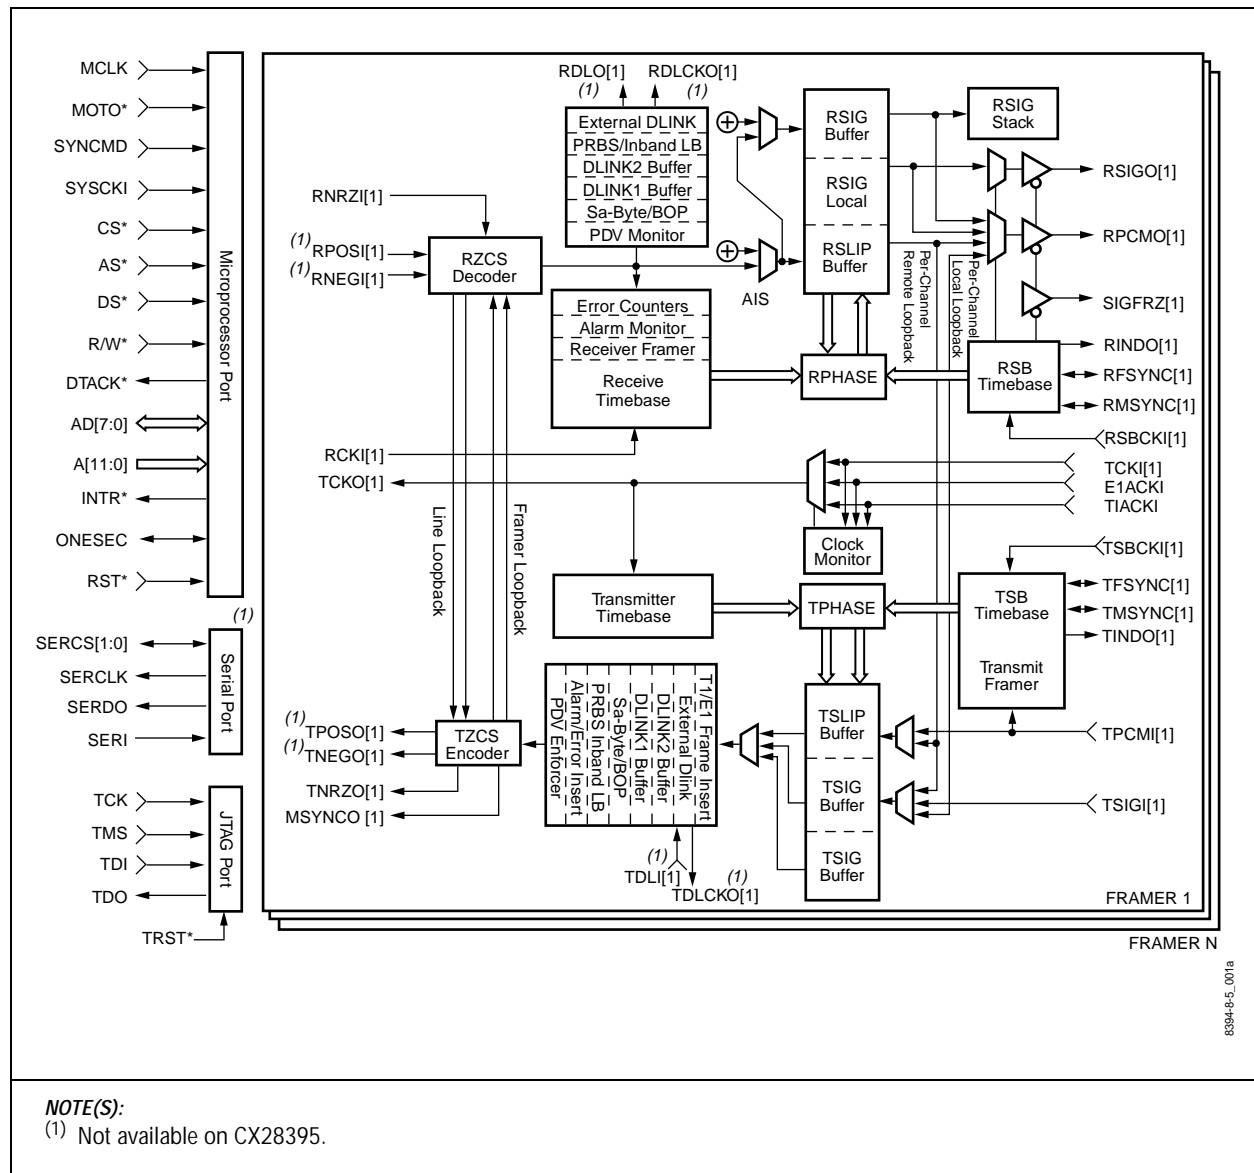 MCLK
MOTO*
SYNCMD
SYSCKI
CS*
AS*
DS*
R/W*
DTACK*
AD[7:0]
A[11:0]
INTR*
ONESEC
RST*
Microprocessor Port
(1)
SERCS[1:0]
SERCLK
SERDO
SERI
Serial Port
TCK
TMS
TDI
TDO
JTAG Port
TRST*
RDLO[1]
(1)
RDLCKO[1]
(1)
External DLINK
PRBS/Inband LB
DLINK2 Buffer
DLINK1 Buffer
Sa-Byte/BOP
PDV Monitor
RNRZI[1]
(1)
RPOSI[1]
(1)
RNEGI[1]
RZCS
Decoder
Error Counters
Alarm Monitor
Receiver Framer
Receive
Timebase
AIS
RSIG
Buffer
RSIG
Local
RSLIP
Buffer
RSIG
Stack
Per-Channel
Remote Loopback
Per-Channel
Local Loopback
RSIGO[1]
RPCMO[1]
SIGFRZ[1]
RPHASE
RSB
Timebase
RINDO[1]
RFSYNC[1]
RMSYNC[1]
RSBCKI[1]
RCKI[1]
TCKO[1]
TCKI[1]
E1ACKI
TIACKI
Clock
Monitor
Line Loopback
Framer Loopback
Transmitter
Timebase
TPHASE
TSB
Timebase
Transmit
Framer
TSBCKI[1]
TFSYNC[1]
TMSYNC[1]
TINDO[1]
(1)
TPOSO[1]
(1)
TNEGO[1]
TNRZO[1]
MSYNCO [1]
TZCS
Encoder
T1/E1 Frame Insert
External Dlink
DLINK2 Buffer
DLINK1 Buffer
Sa-Byte/BOP
PRBS Inband LB
Alarm/Error Insert
PDV Enforcer
TSLIP
Buffer
TSIG
Buffer
TSIG
Buffer
TPCMI[1]
TSIGI[1]
(1)
TDLI[1]
(1)
TDLCKO[1]
FRAMER 1
FRAMER N
8394-8-5_001a
NOTE(S):
(1) Not available on CX28395.